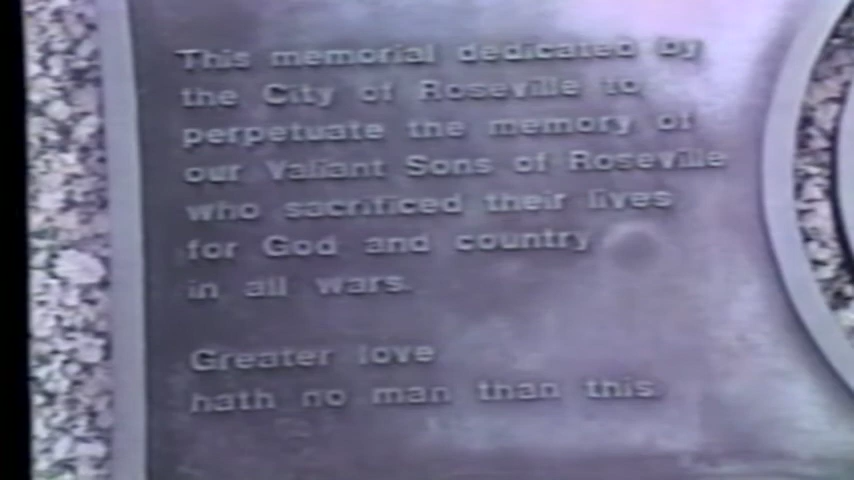 This memorial dedicated by
the City of Roseville to
perpetuate the memory of
our Valiant Sons of Roseville
who sacrificed their lives
for God and country
in all wars.
Greater love
hath no man than this